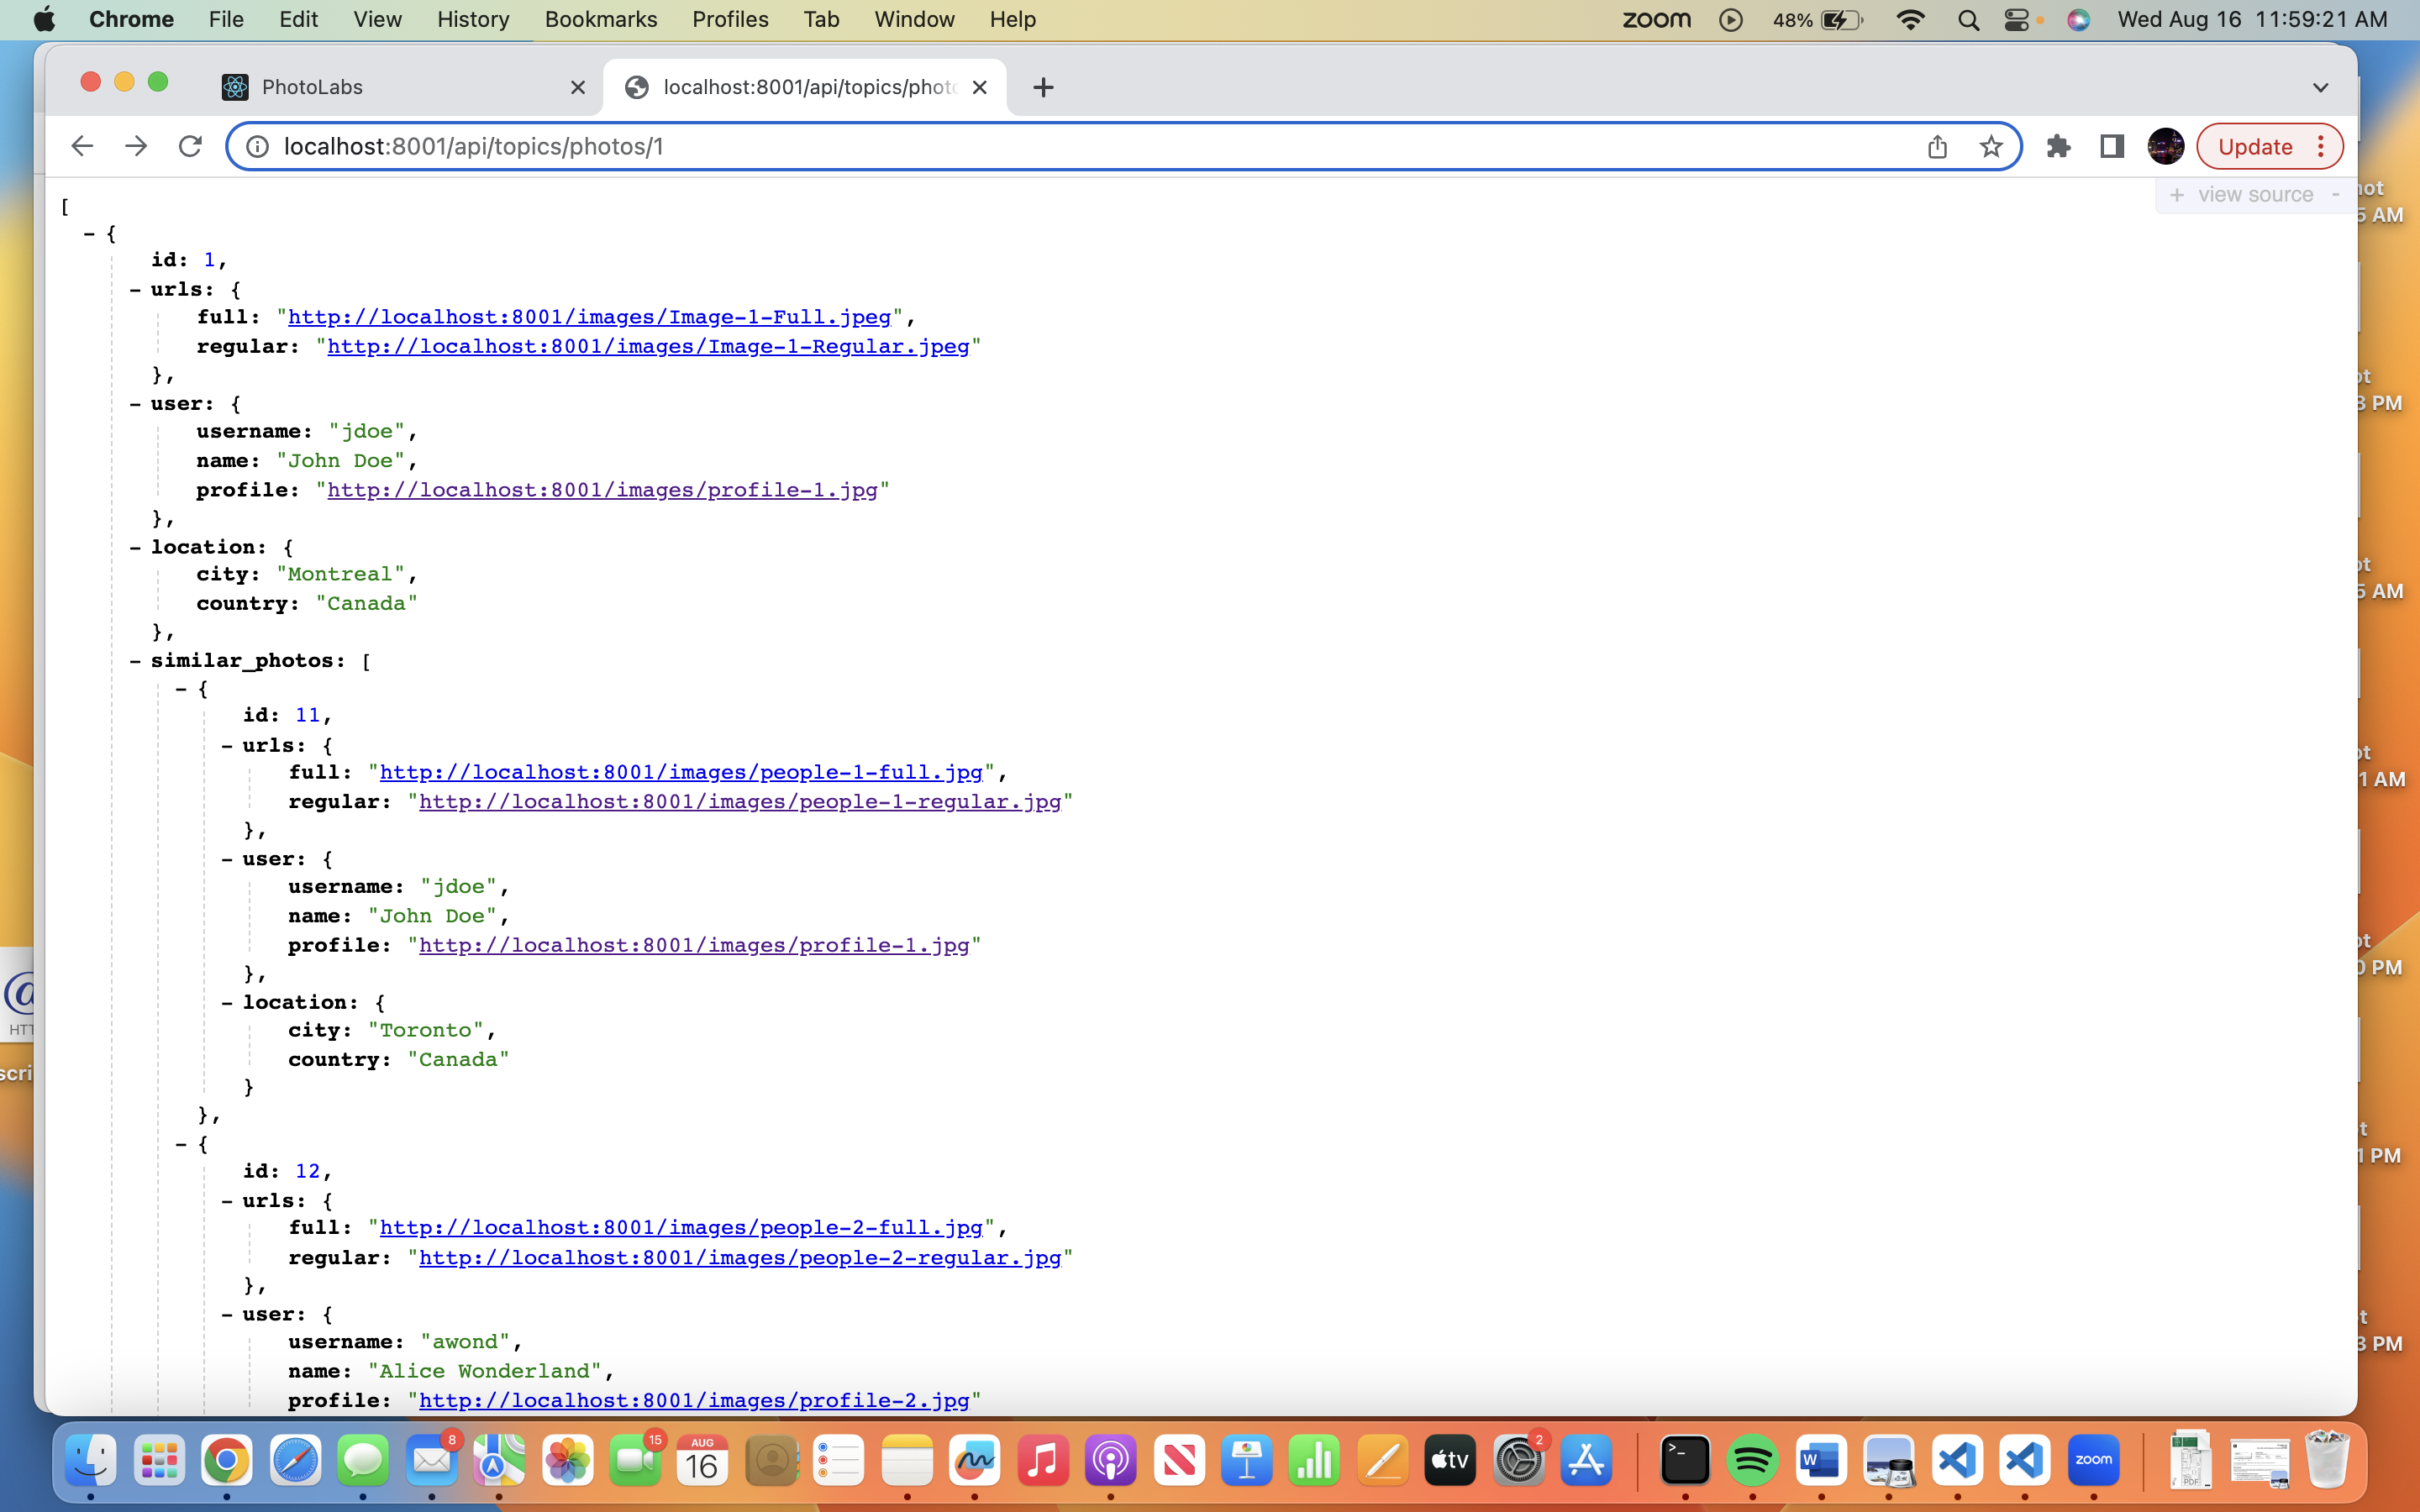 Chrome File Edit View History Bookmarks Profiles Tab Window Help zoom 48% Wed Aug 16 11:59:21 AM
PhotoLabs localhost:8001/api/topics/phot
localhost:8001/api/topics/photos/1 Update
+ view source -
[
- {
id: 1,
- urls: {
full: "http://localhost:8001/images/Image-1-Full.jpeg",
regular: "http://localhost:8001/images/Image-1-Regular.jpeg"
},
- user: {
username: "jdoe",
name: "John Doe",
profile: "http://localhost:8001/images/profile-1.jpg"
},
- location: {
city: "Montreal",
country: "Canada"
},
- similar_photos: [
- {
id: 11,
- urls: {
full: "http://localhost:8001/images/people-1-full.jpg",
regular: "http://localhost:8001/images/people-1-regular.jpg"
},
- user: {
username: "jdoe",
name: "John Doe",
profile: "http://localhost:8001/images/profile-1.jpg"
},
- location: {
city: "Toronto",
country: "Canada"
}
},
- {
id: 12,
- urls: {
full: "http://localhost:8001/images/people-2-full.jpg",
regular: "http://localhost:8001/images/people-2-regular.jpg"
},
- user: {
username: "awond",
name: "Alice Wonderland",
profile: "http://localhost:8001/images/profile-2.jpg"
5 AM
3 PM
5 AM
1 AM
0 PM
1 PM
3 PM
8 15 AUG 16 tv 2 W zoom PDF